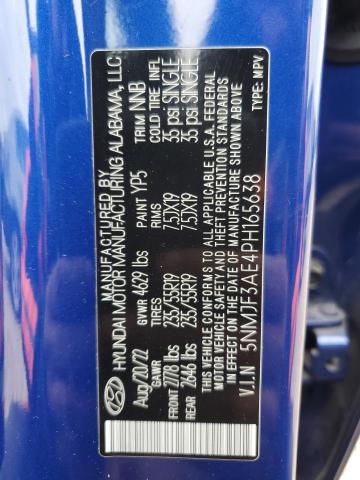 MANUFACTURED BY
HYUNDAI MOTOR MANUFACTURING ALABAMA, LLC
Aug/20/22 GVWR 4629 lbs PAINT YP5 TRIM NNB
GAWR TIRES COLD TIRE INFL
FRONT 2778 lbs 235/55R19 7.5JX19 35 PSI SINGLE
REAR 2646 lbs 235/55R19 7.5JX19 35 PSI SINGLE
THIS VEHICLE CONFORMS TO ALL APPLICABLE U.S.A. FEDERAL
MOTOR VEHICLE SAFETY AND THEFT PREVENTION STANDARDS
IN EFFECT ON THE DATE OF MANUFACTURE SHOWN ABOVE
V.I.N 5NMJF3AE4PH165638 TYPE: MPV